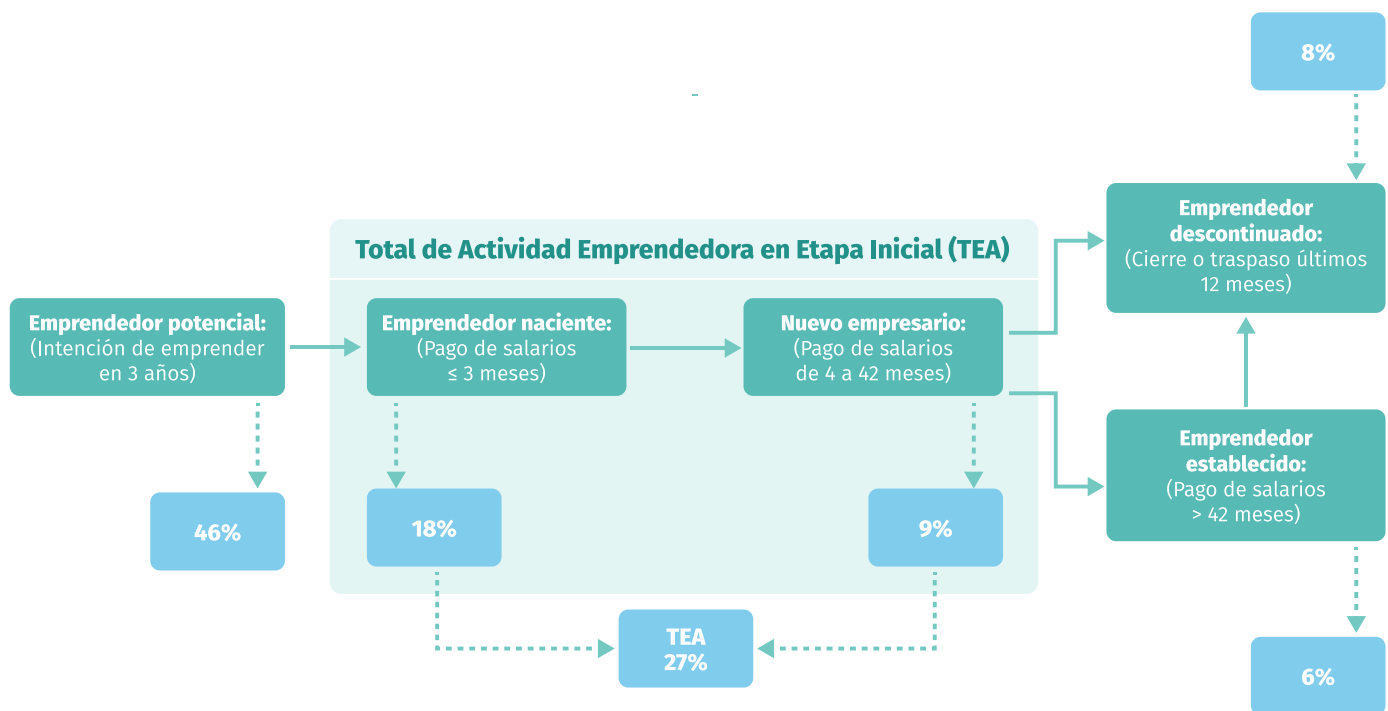 8%
Emprendedor
descontinuado:
(Cierre o traspaso últimos
12 meses)
Total de Actividad Emprendedora en Etapa Inicial (TEA)
Emprendedor potencial:
(Intención de emprender
en 3 años)
Emprendedor naciente:
(Pago de salarios
≤ 3 meses)
Nuevo empresario:
(Pago de salarios
de 4 a 42 meses)
Emprendedor
establecido:
(Pago de salarios
> 42 meses)
46%
18%
9%
TEA
27%
6%